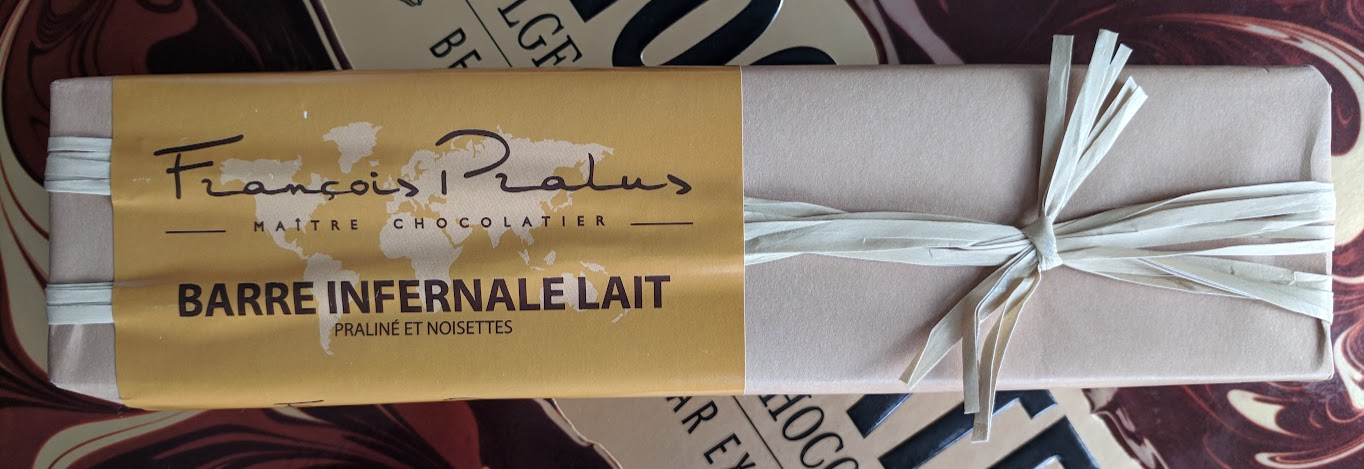 François Pralus
MAÎTRE CHOCOLATIER
BARRE INFERNALE LAIT
PRALINÉ ET NOISETTES